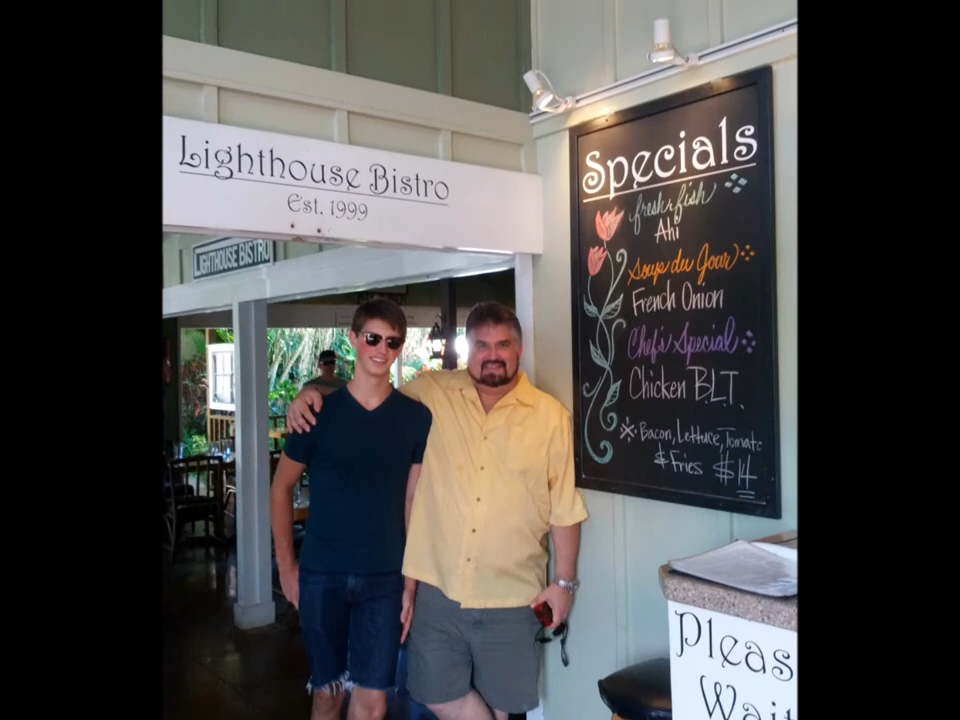 Lighthouse Bistro
Est. 1999
LIGHTHOUSE BISTRO
Specials
fresh fish
Ahi
Soup du Jour
French Onion
Chef's Special
Chicken BLT.
Bacon, Lettuce, Tomato
& Fries $14
Pleas
Wait